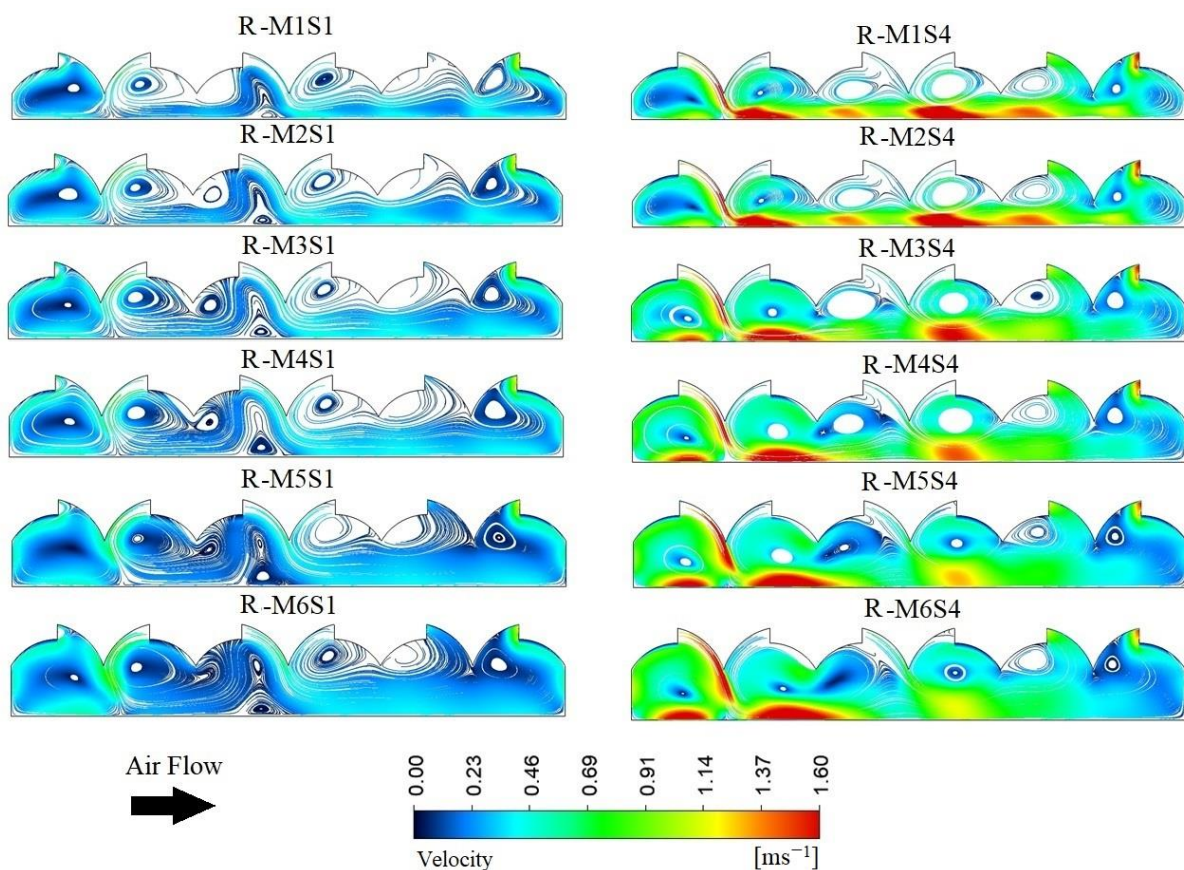 R-M1S1
R-M1S4
R-M2S1
R-M2S4
R-M3S1
R-M3S4
R-M4S1
R-M4S4
R-M5S1
R-M5S4
R-M6S1
R-M6S4
Air Flow
0.00
0.23
0.46
0.69
0.91
1.14
1.37
1.60
Velocity
[ms⁻¹]